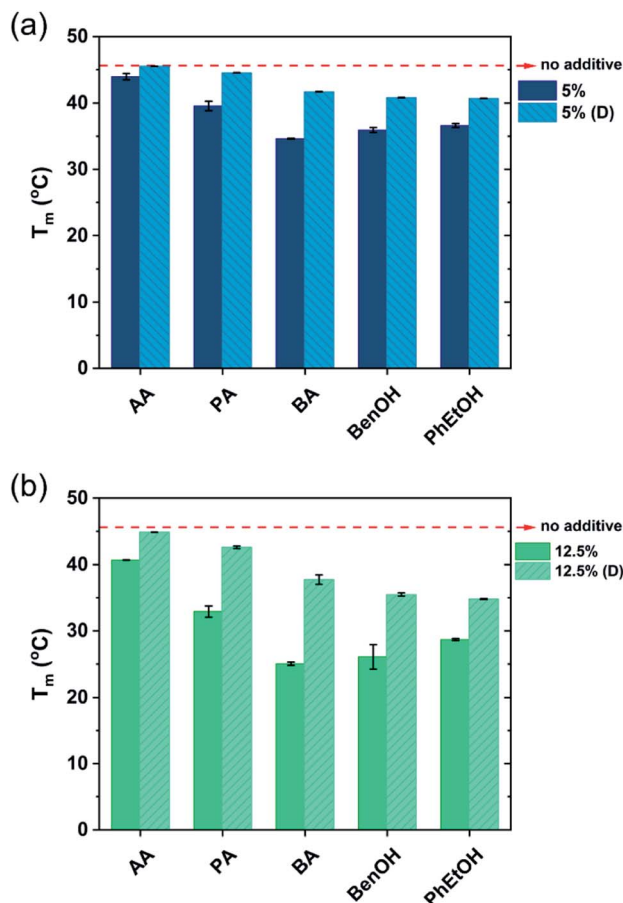 (a)
50
40
30
20
10
0
Tm (°C)
no additive
5%
5% (D)
AA
PA
BA
BenOH
PhEtOH
(b)
50
40
30
20
10
0
Tm (°C)
no additive
12.5%
12.5% (D)
AA
PA
BA
BenOH
PhEtOH